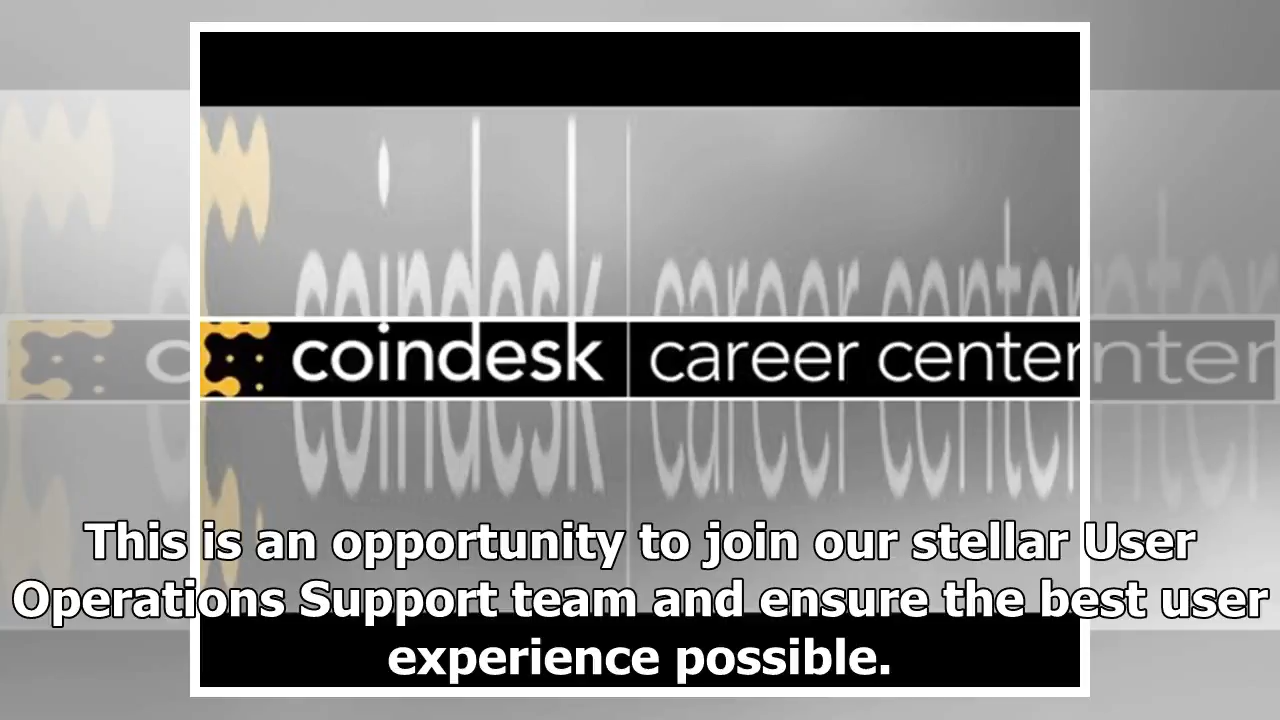 coindesk career center
This is an opportunity to join our stellar User
Operations Support team and ensure the best user
experience possible.